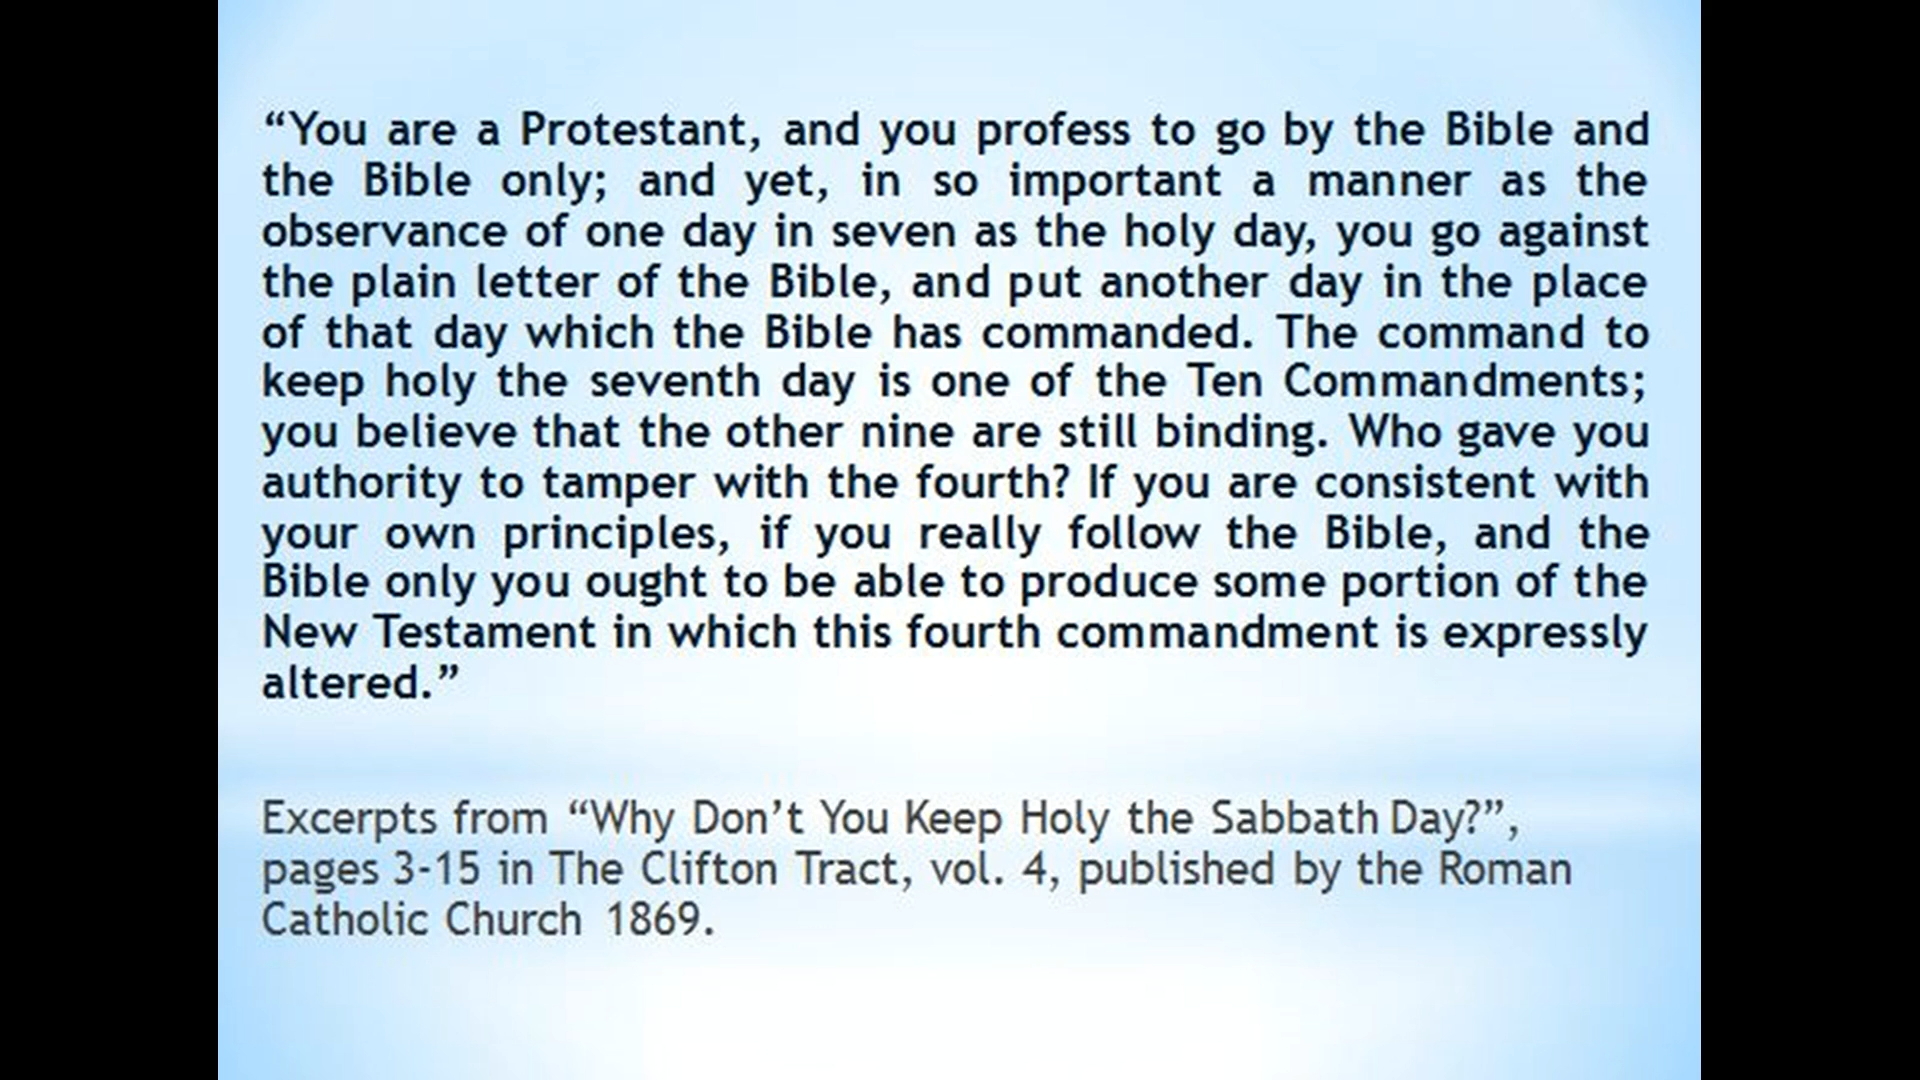 “You are a Protestant, and you profess to go by the Bible and
the Bible only; and yet, in so important a manner as the
observance of one day in seven as the holy day, you go against
the plain letter of the Bible, and put another day in the place
of that day which the Bible has commanded. The command to
keep holy the seventh day is one of the Ten Commandments;
you believe that the other nine are still binding. Who gave you
authority to tamper with the fourth? If you are consistent with
your own principles, if you really follow the Bible, and the
Bible only you ought to be able to produce some portion of the
New Testament in which this fourth commandment is expressly
altered.”
Excerpts from “Why Don’t You Keep Holy the Sabbath Day?”,
pages 3-15 in The Clifton Tract, vol. 4, published by the Roman
Catholic Church 1869.